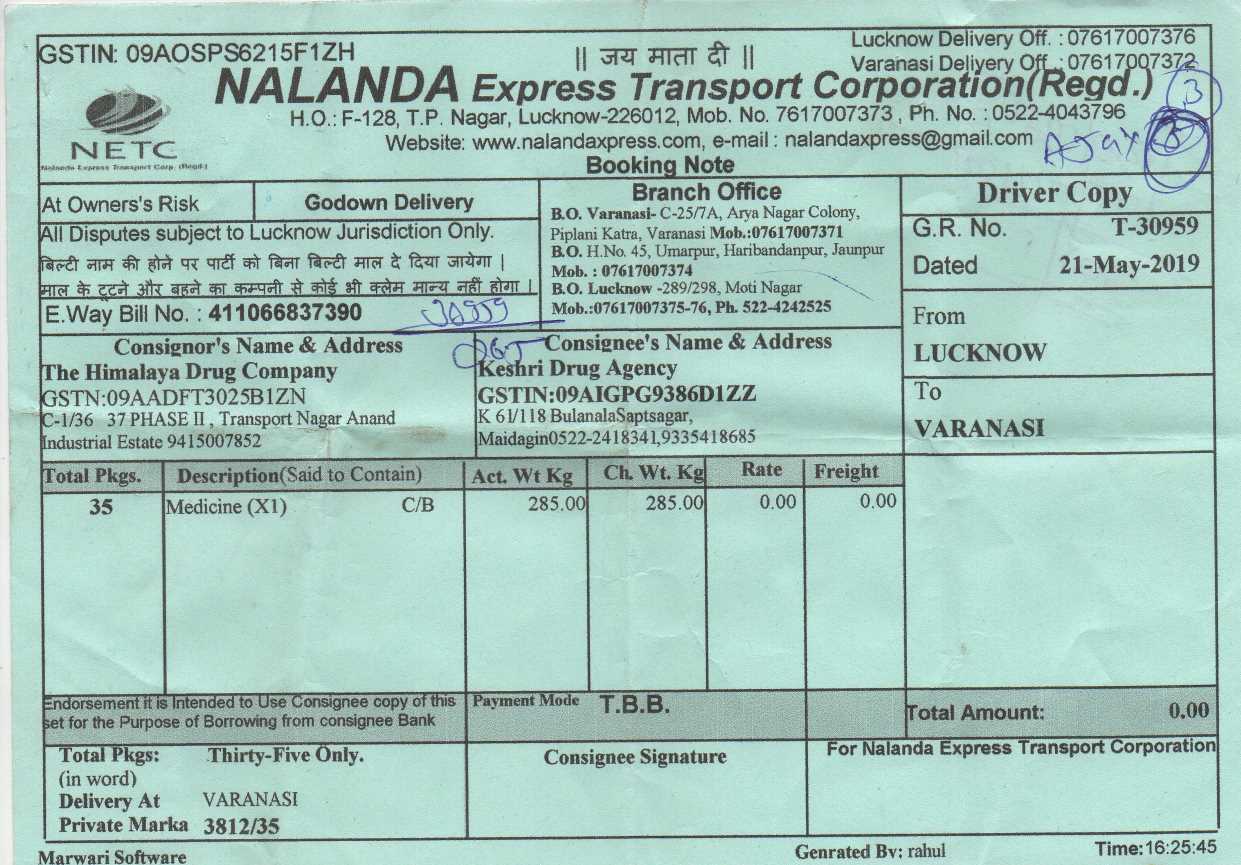 GSTIN: 09AOSPS6215F1ZH
|| जय माता दी ||
Lucknow Delivery Off. : 07617007376
Varanasi Delivery Off. : 07617007372
NALANDA Express Transport Corporation(Regd.)
H.O.: F-128, T.P. Nagar, Lucknow-226012, Mob. No. 7617007373 , Ph. No. : 0522-4043796
Website: www.nalandaxpress.com, e-mail : nalandaxpress@gmail.com
NETC
Nalanda Express Transport Corp. (Regd.)
Booking Note
At Owners's Risk
Godown Delivery
All Disputes subject to Lucknow Jurisdiction Only.
बिल्टी नाम की होने पर पार्टी को बिना बिल्टी माल दे दिया जायेगा |
माल के टूटने और बहने का कम्पनी से कोई भी क्लेम मान्य नहीं होगा |
E.Way Bill No. : 411066837390
30959
Branch Office
B.O. Varanasi- C-25/7A, Arya Nagar Colony,
Piplani Katra, Varanasi Mob.:07617007371
B.O. H.No. 45, Umarpur, Haribandanpur, Jaunpur
Mob. : 07617007374
B.O. Lucknow -289/298, Moti Nagar
Mob.:07617007375-76, Ph. 522-4242525
Driver Copy
G.R. No. T-30959
Dated 21-May-2019
From
LUCKNOW
To
VARANASI
Consignor's Name & Address
The Himalaya Drug Company
GSTN:09AADFT3025B1ZN
C-1/36 37 PHASE II , Transport Nagar Anand
Industrial Estate 9415007852
Consignee's Name & Address
Keshri Drug Agency
GSTIN:09AIGPG9386D1ZZ
K 61/118 BulanalaSaptsagar,
Maidagin0522-2418341,9335418685
Total Pkgs. Description(Said to Contain) Act. Wt Kg Ch. Wt. Kg Rate Freight
35 Medicine (X1) C/B 285.00 285.00 0.00 0.00
Endorsement it is Intended to Use Consignee copy of this
set for the Purpose of Borrowing from consignee Bank
Payment Mode T.B.B.
Total Amount: 0.00
Total Pkgs: Thirty-Five Only.
(in word)
Delivery At VARANASI
Private Marka 3812/35
Consignee Signature
For Nalanda Express Transport Corporation
Marwari Software
Genrated By: rahul
Time:16:25:45